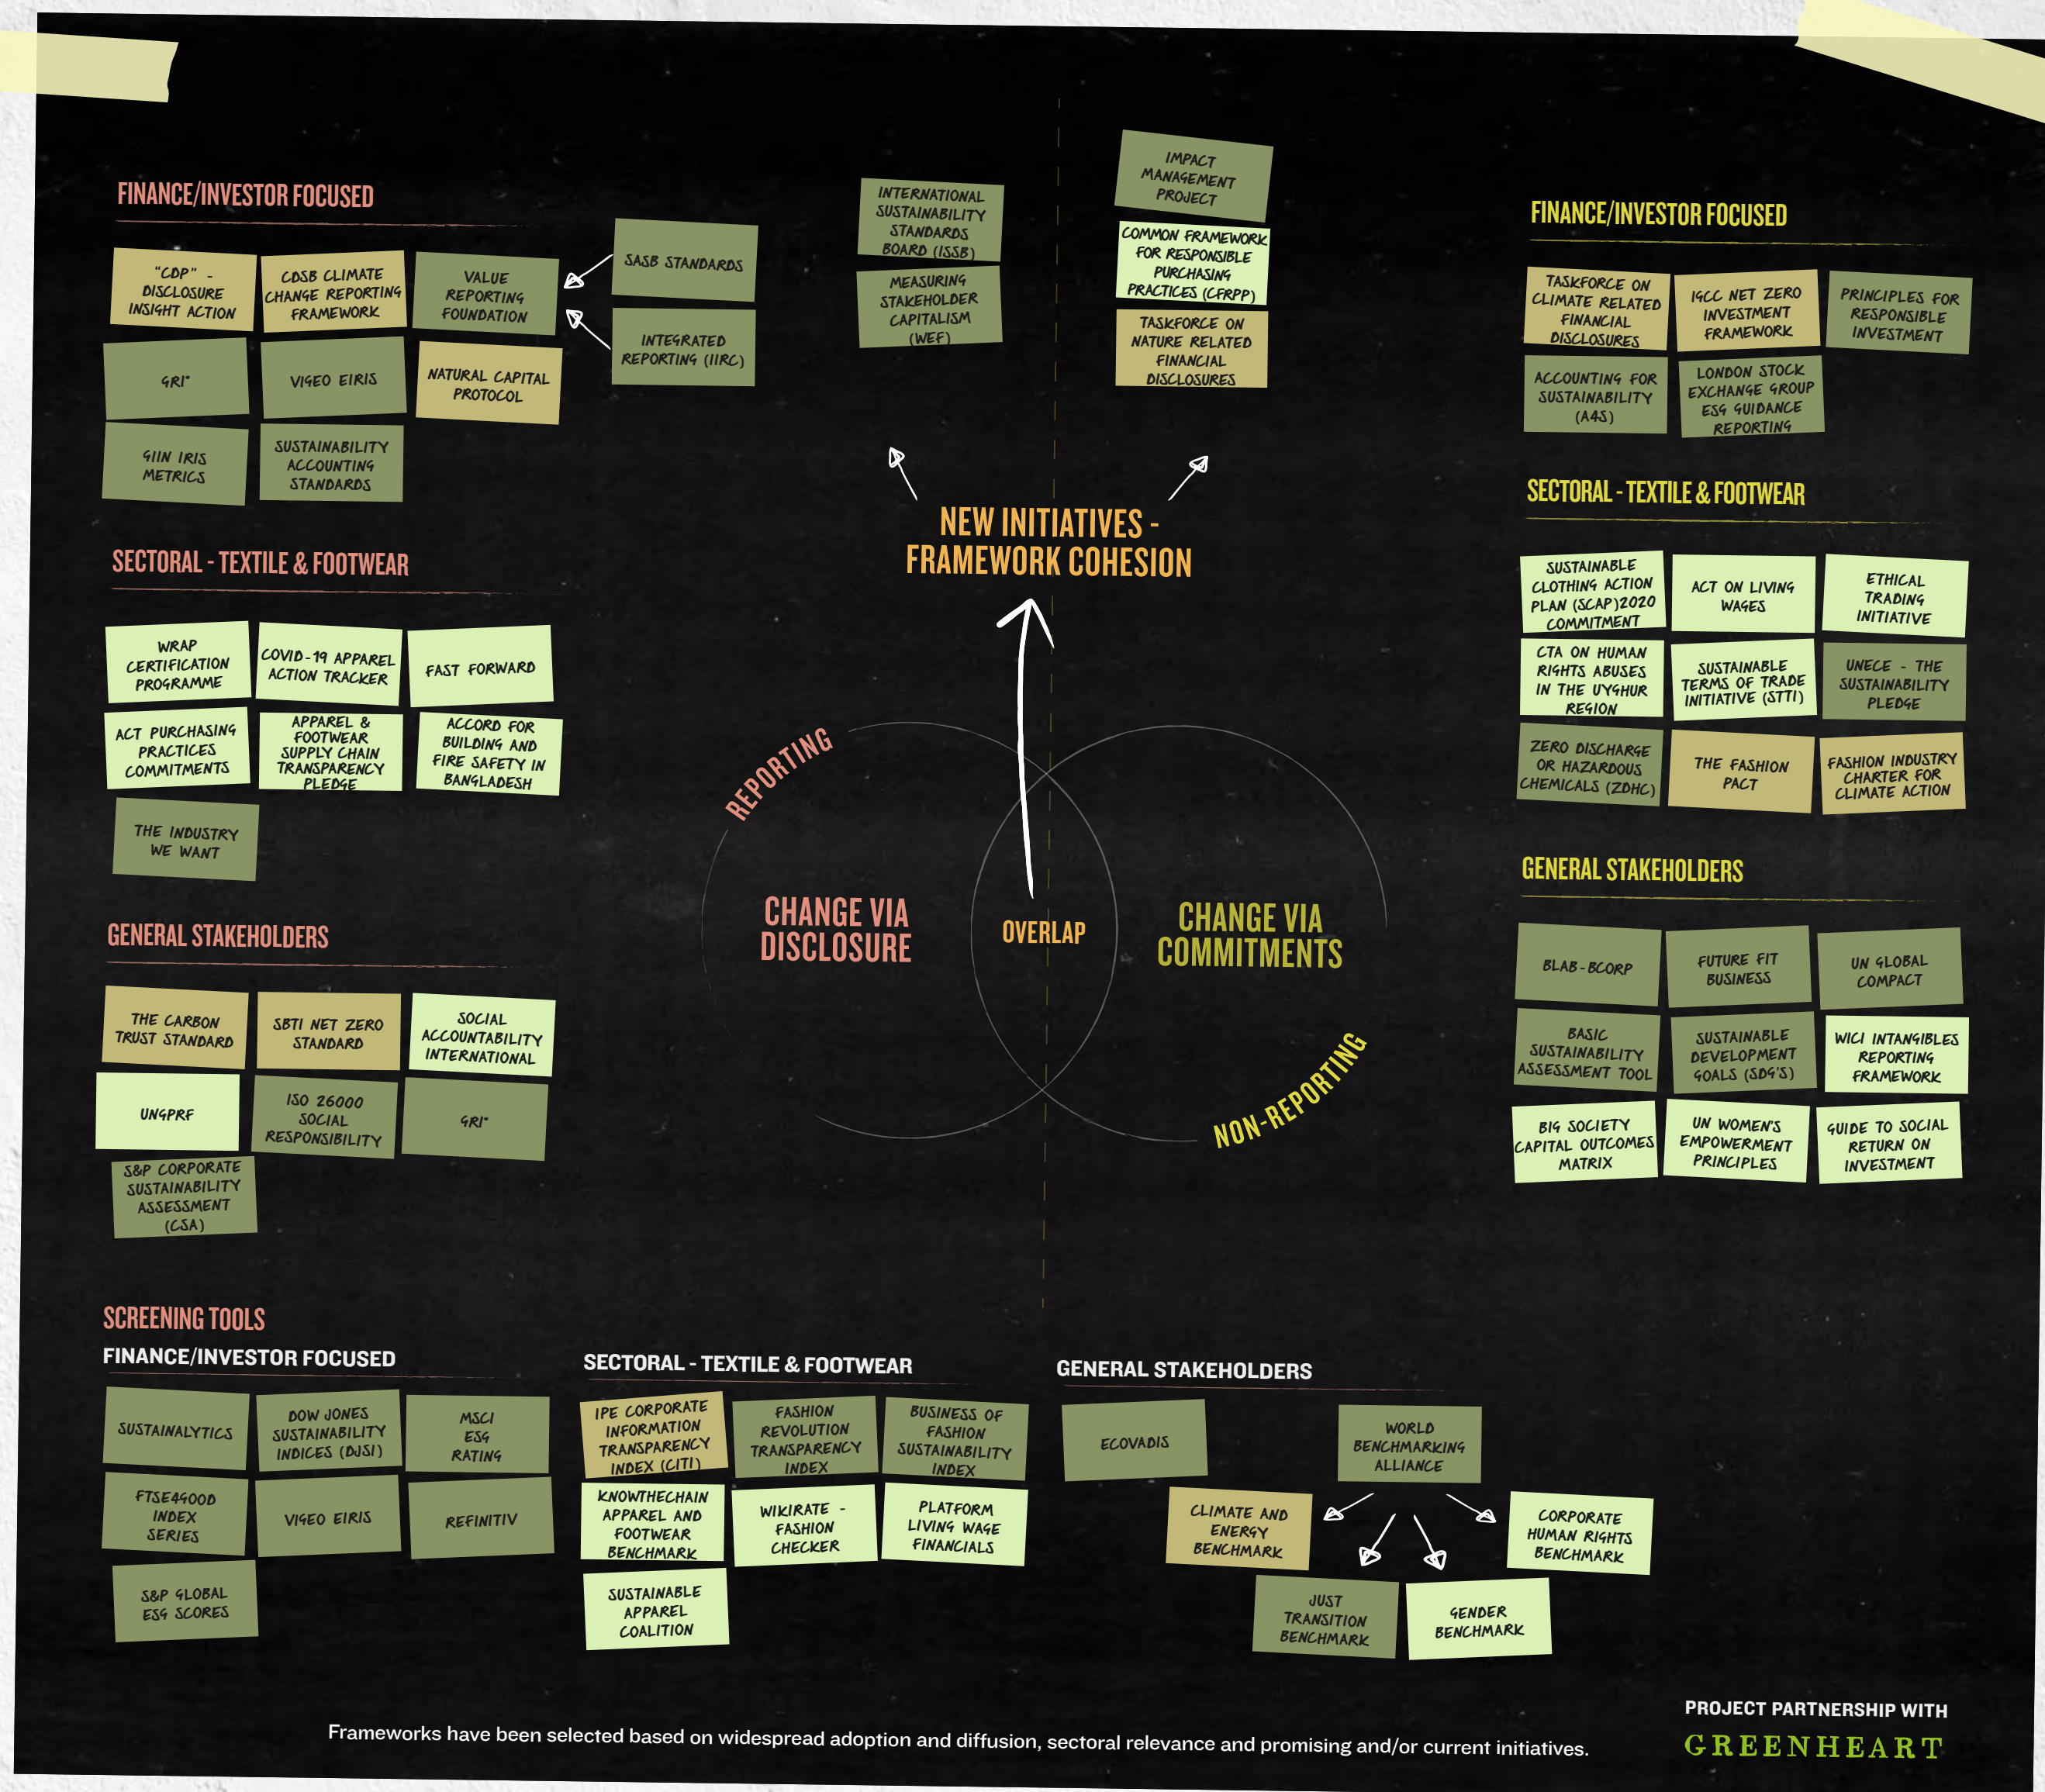 FINANCE/INVESTOR FOCUSED
"CDP" -
DISCLOSURE
INSIGHT ACTION
CDSB CLIMATE
CHANGE REPORTING
FRAMEWORK
VALUE
REPORTING
FOUNDATION
SASB STANDARDS
INTEGRATED
REPORTING (IIRC)
GRI*
VIGEO EIRIS
NATURAL CAPITAL
PROTOCOL
GIIN IRIS
METRICS
SUSTAINABILITY
ACCOUNTING
STANDARDS
SECTORAL - TEXTILE & FOOTWEAR
WRAP
CERTIFICATION
PROGRAMME
COVID-19 APPAREL
ACTION TRACKER
FAST FORWARD
ACT PURCHASING
PRACTICES
COMMITMENTS
APPAREL &
FOOTWEAR
SUPPLY CHAIN
TRANSPARENCY
PLEDGE
ACCORD FOR
BUILDING AND
FIRE SAFETY IN
BANGLADESH
THE INDUSTRY
WE WANT
GENERAL STAKEHOLDERS
THE CARBON
TRUST STANDARD
SBTI NET ZERO
STANDARD
SOCIAL
ACCOUNTABILITY
INTERNATIONAL
UNGPRF
ISO 26000
SOCIAL
RESPONSIBILITY
GRI*
S&P CORPORATE
SUSTAINABILITY
ASSESSMENT
(CSA)
INTERNATIONAL
SUSTAINABILITY
STANDARDS
BOARD (ISSB)
MEASURING
STAKEHOLDER
CAPITALISM
(WEF)
IMPACT
MANAGEMENT
PROJECT
COMMON FRAMEWORK
FOR RESPONSIBLE
PURCHASING
PRACTICES (CFRPP)
TASKFORCE ON
NATURE RELATED
FINANCIAL
DISCLOSURES
NEW INITIATIVES -
FRAMEWORK COHESION
REPORTING
CHANGE VIA
DISCLOSURE
OVERLAP
CHANGE VIA
COMMITMENTS
NON-REPORTING
FINANCE/INVESTOR FOCUSED
TASKFORCE ON
CLIMATE RELATED
FINANCIAL
DISCLOSURES
IGCC NET ZERO
INVESTMENT
FRAMEWORK
PRINCIPLES FOR
RESPONSIBLE
INVESTMENT
ACCOUNTING FOR
SUSTAINABILITY
(A4S)
LONDON STOCK
EXCHANGE GROUP
ESG GUIDANCE
REPORTING
SECTORAL - TEXTILE & FOOTWEAR
SUSTAINABLE
CLOTHING ACTION
PLAN (SCAP)2020
COMMITMENT
ACT ON LIVING
WAGES
ETHICAL
TRADING
INITIATIVE
CTA ON HUMAN
RIGHTS ABUSES
IN THE UYGHUR
REGION
SUSTAINABLE
TERMS OF TRADE
INITIATIVE (STTI)
UNECE - THE
SUSTAINABILITY
PLEDGE
ZERO DISCHARGE
OR HAZARDOUS
CHEMICALS (ZDHC)
THE FASHION
PACT
FASHION INDUSTRY
CHARTER FOR
CLIMATE ACTION
GENERAL STAKEHOLDERS
BLAB-BCORP
FUTURE FIT
BUSINESS
UN GLOBAL
COMPACT
BASIC
SUSTAINABILITY
ASSESSMENT TOOL
SUSTAINABLE
DEVELOPMENT
GOALS (SDG'S)
WICI INTANGIBLES
REPORTING
FRAMEWORK
BIG SOCIETY
CAPITAL OUTCOMES
MATRIX
UN WOMEN'S
EMPOWERMENT
PRINCIPLES
GUIDE TO SOCIAL
RETURN ON
INVESTMENT
SCREENING TOOLS
FINANCE/INVESTOR FOCUSED
SUSTAINALYTICS
DOW JONES
SUSTAINABILITY
INDICES (DJSI)
MSCI
ESG
RATING
FTSE4GOOD
INDEX
SERIES
VIGEO EIRIS
REFINITIV
S&P GLOBAL
ESG SCORES
SECTORAL - TEXTILE & FOOTWEAR
IPE CORPORATE
INFORMATION
TRANSPARENCY
INDEX (CITI)
FASHION
REVOLUTION
TRANSPARENCY
INDEX
BUSINESS OF
FASHION
SUSTAINABILITY
INDEX
KNOWTHECHAIN
APPAREL AND
FOOTWEAR
BENCHMARK
WIKIRATE -
FASHION
CHECKER
PLATFORM
LIVING WAGE
FINANCIALS
SUSTAINABLE
APPAREL
COALITION
GENERAL STAKEHOLDERS
ECOVADIS
WORLD
BENCHMARKING
ALLIANCE
CLIMATE AND
ENERGY
BENCHMARK
JUST
TRANSITION
BENCHMARK
GENDER
BENCHMARK
CORPORATE
HUMAN RIGHTS
BENCHMARK
Frameworks have been selected based on widespread adoption and diffusion, sectoral relevance and promising and/or current initiatives.
PROJECT PARTNERSHIP WITH
GREENHEART